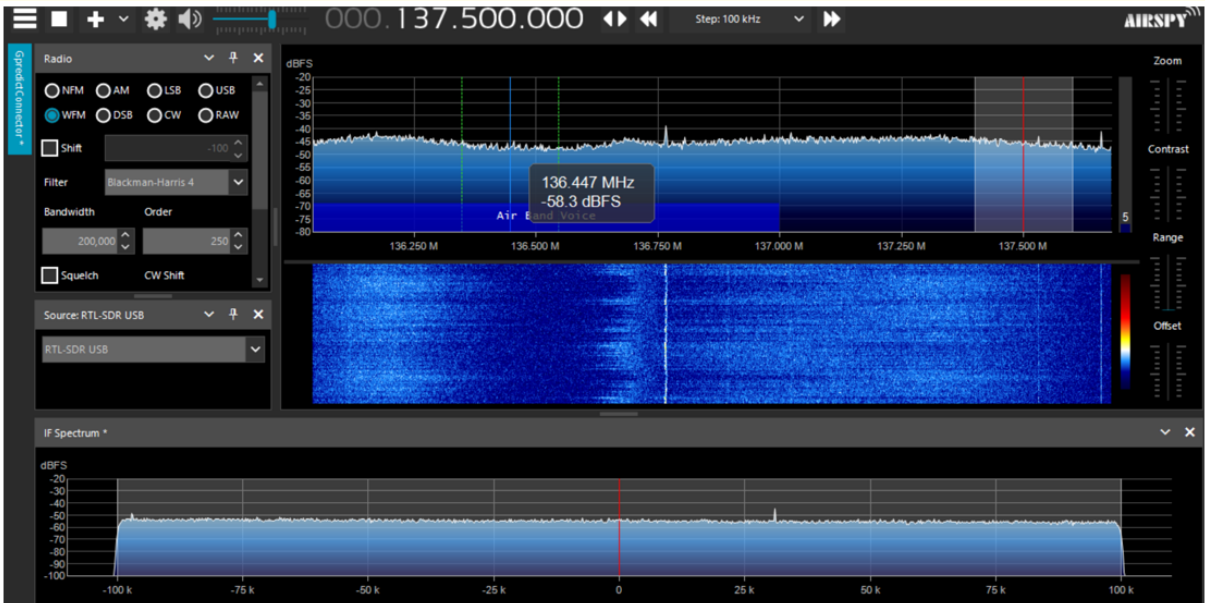 000.137.500.000
Step: 100 kHz
AIRSPY
GpredictConnector *
Radio
NFM AM LSB USB
WFM DSB CW RAW
Shift -100
Filter Blackman-Harris 4
Bandwidth Order
200,000 250
Squelch CW Shift
Source: RTL-SDR USB
RTL-SDR USB
dBFS
-20
-25
-30
-35
-40
-45
-50
-55
-60
-65
-70
-75
-80
136.447 MHz
-58.3 dBFS
Air Band Voice
5
136.250 M 136.500 M 136.750 M 137.000 M 137.250 M 137.500 M
Zoom
Contrast
Range
Offset
IF Spectrum *
dBFS
-20
-30
-40
-50
-60
-70
-80
-90
-100
-100 k -75 k -50 k -25 k 0 25 k 50 k 75 k 100 k